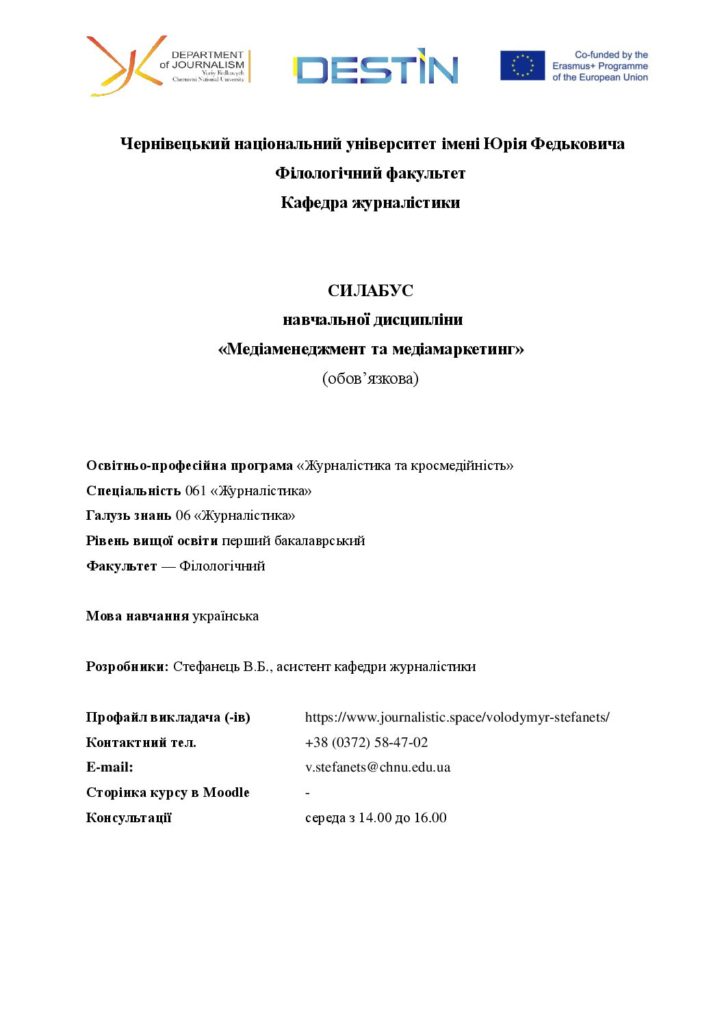 DEPARTMENT
of JOURNALISM
Yuriy Fedkovych
Chernivtsi National University
DESTIN
Co-funded by the
Erasmus+ Programme
of the European Union
Чернівецький національний університет імені Юрія Федьковича
Філологічний факультет
Кафедра журналістики
СИЛАБУС
навчальної дисципліни
«Медіаменеджмент та медіамаркетинг»
(обов’язкова)
Освітньо-професійна програма «Журналістика та кросмедійність»
Спеціальність 061 «Журналістика»
Галузь знань 06 «Журналістика»
Рівень вищої освіти перший бакалаврський
Факультет — Філологічний
Мова навчання українська
Розробники: Стефанець В.Б., асистент кафедри журналістики
Профайл викладача (-ів) https://www.journalistic.space/volodymyr-stefanets/
Контактний тел. +38 (0372) 58-47-02
E-mail: v.stefanets@chnu.edu.ua
Сторінка курсу в Moodle -
Консультації середа з 14.00 до 16.00